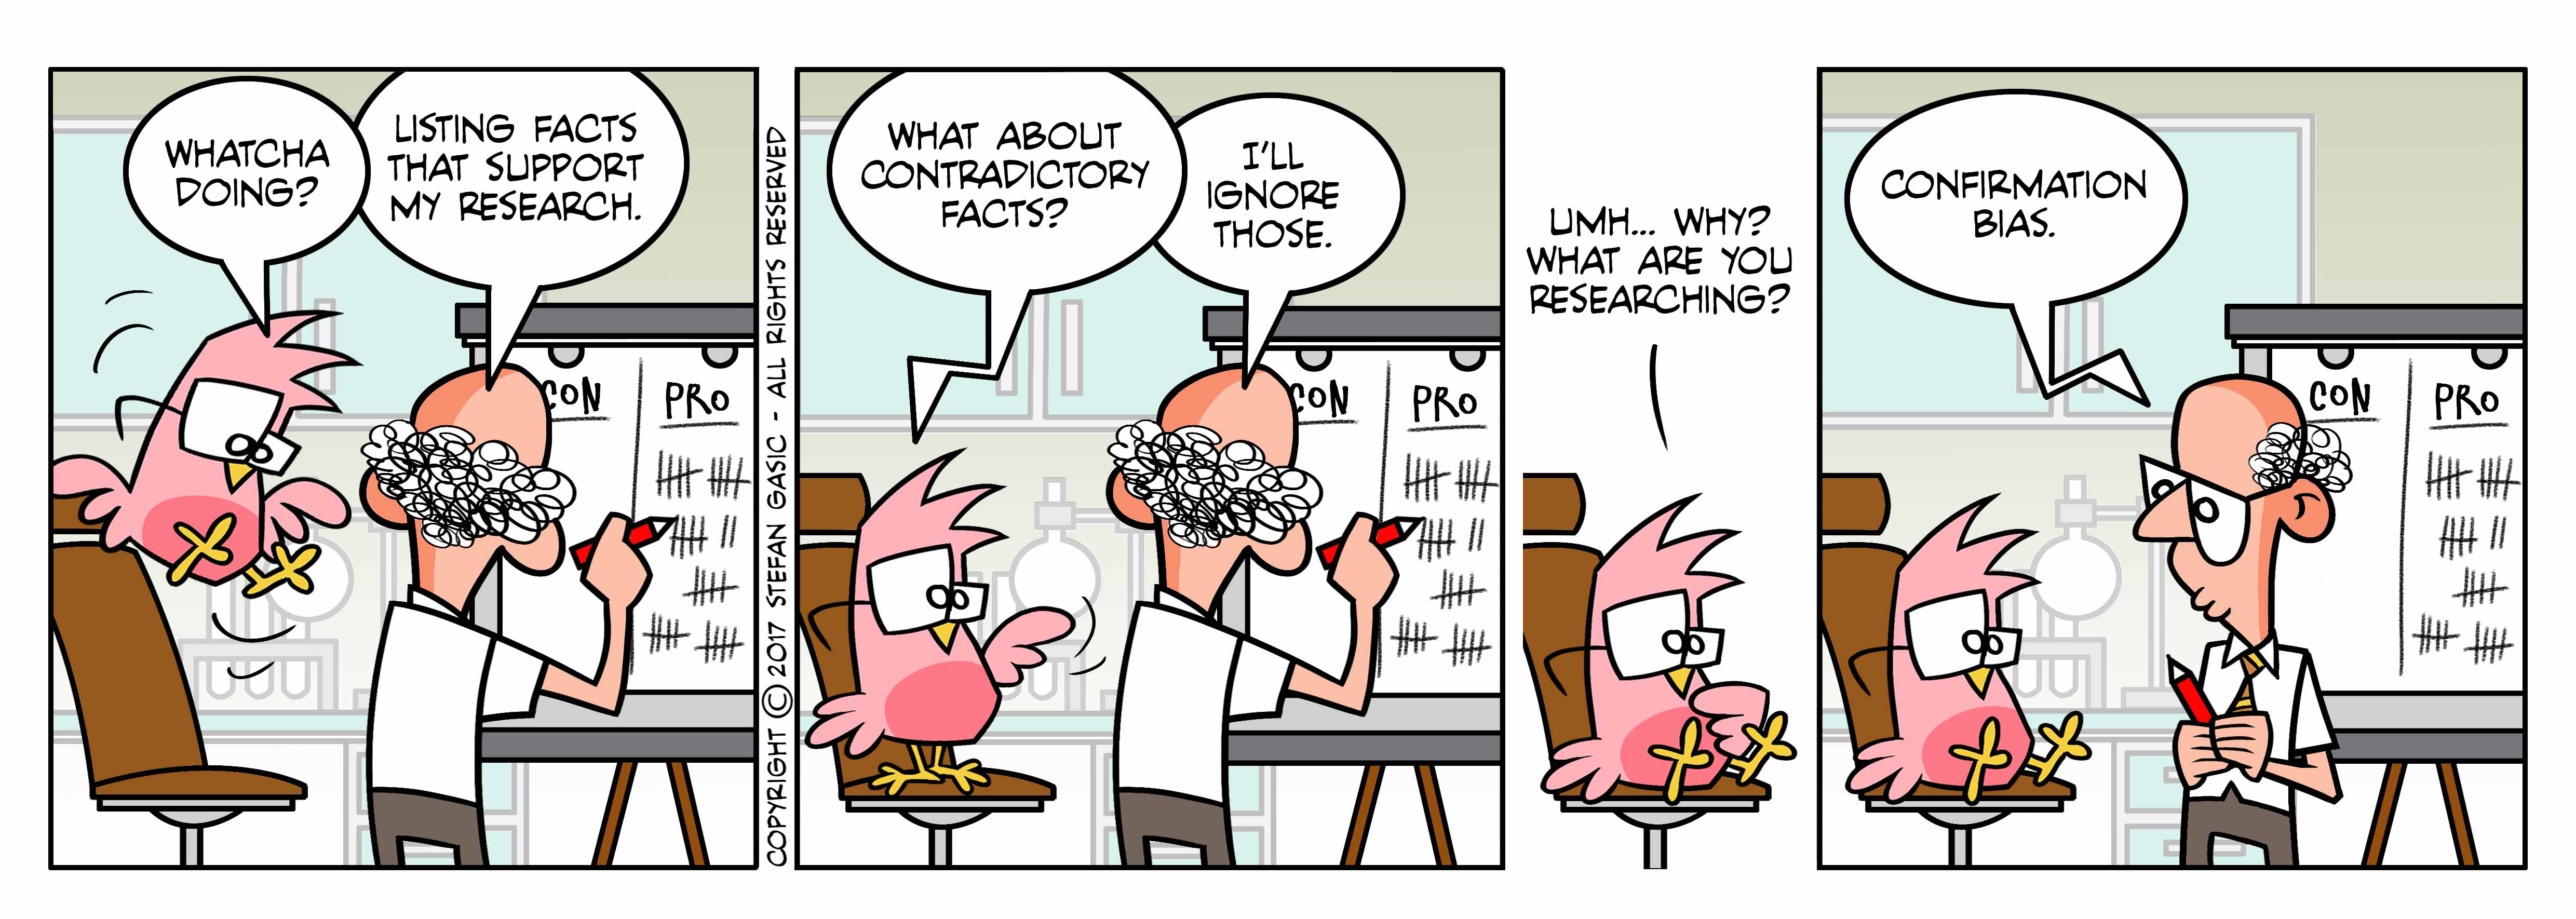 WHATCHA
DOING?
LISTING FACTS
THAT SUPPORT
MY RESEARCH.
CON
PRO
COPYRIGHT © 2017 STEFAN GASIC - ALL RIGHTS RESERVED
WHAT ABOUT
CONTRADICTORY
FACTS?
I'LL
IGNORE
THOSE.
CON
PRO
UMH... WHY?
WHAT ARE YOU
RESEARCHING?
CONFIRMATION
BIAS.
CON
PRO